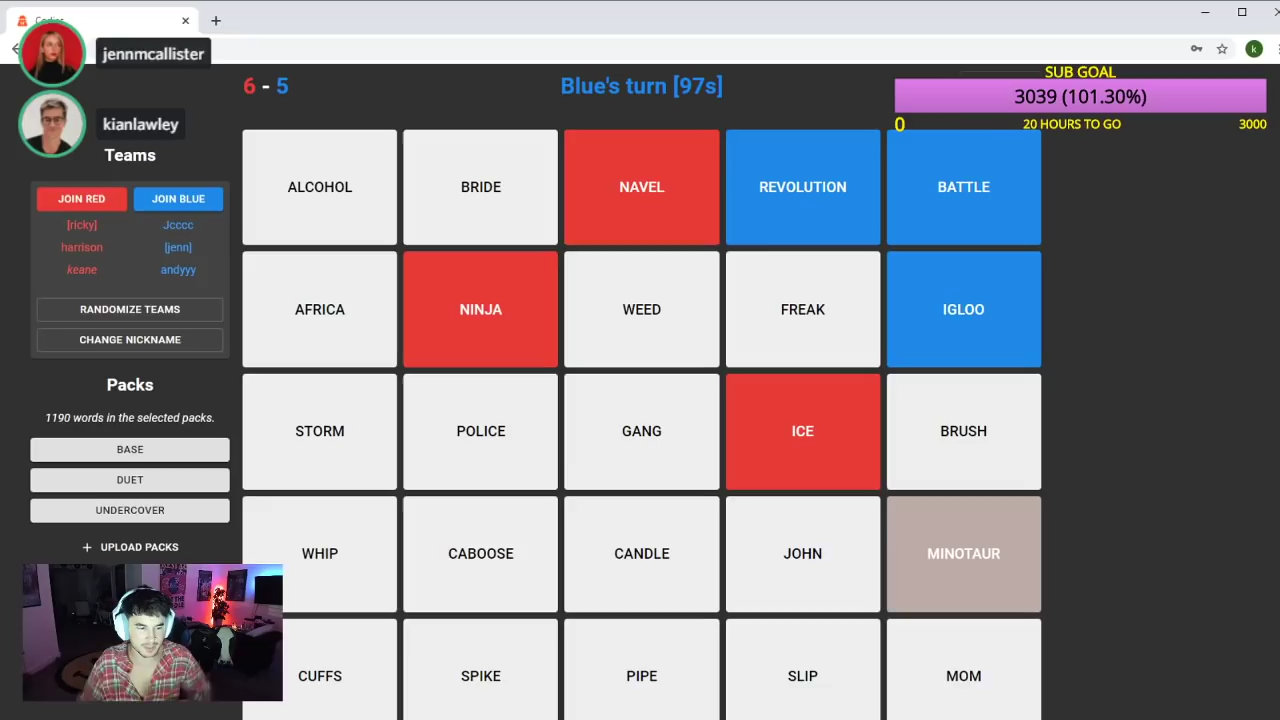 jennmcallister
kianlawley
6 - 5
Blue's turn [97s]
SUB GOAL
3039 (101.30%)
0
20 HOURS TO GO
3000
k
Teams
JOIN RED
JOIN BLUE
[ricky]
Jcccc
harrison
[jenn]
keane
andyyy
RANDOMIZE TEAMS
CHANGE NICKNAME
Packs
1190 words in the selected packs.
BASE
DUET
UNDERCOVER
+ UPLOAD PACKS
ALCOHOL
BRIDE
NAVEL
REVOLUTION
BATTLE
AFRICA
NINJA
WEED
FREAK
IGLOO
STORM
POLICE
GANG
ICE
BRUSH
WHIP
CABOOSE
CANDLE
JOHN
MINOTAUR
CUFFS
SPIKE
PIPE
SLIP
MOM